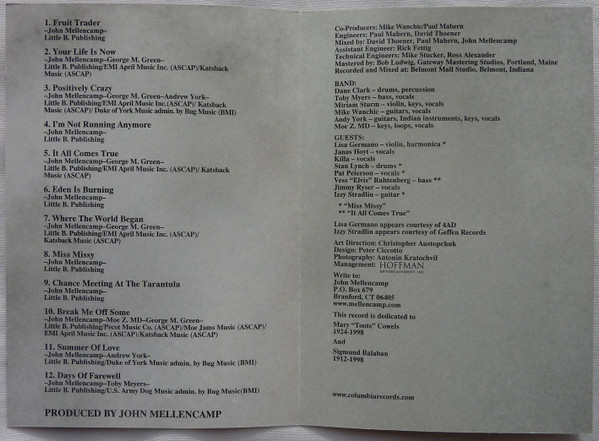 1. Fruit Trader
–John Mellencamp–
Little B. Publishing
2. Your Life Is Now
–John Mellencamp–George M. Green–
Little B. Publishing/EMI April Music Inc. (ASCAP)/Katsback
Music (ASCAP)
3. Positively Crazy
–John Mellencamp–George M. Green–Andrew York–
Little B. Publishing/EMI April Music Inc.(ASCAP)/ Katsback
Music (ASCAP)/ Duke of York Music admin. by Bug Music (BMI)
4. I'm Not Running Anymore
–John Mellencamp–
Little B. Publishing
5. It All Comes True
–John Mellencamp–George M. Green–
Little B. Publishing/EMI April Music Inc.(ASCAP)/ Katsback
Music (ASCAP)
6. Eden Is Burning
–John Mellencamp–
Little B. Publishing
7. Where The World Began
–John Mellencamp–George M. Green–
Little B. Publishing/EMI April Music Inc. (ASCAP)/
Katsback Music (ASCAP)
8. Miss Missy
–John Mellencamp–
Little B. Publishing
9. Chance Meeting At The Tarantula
–John Mellencamp–
Little B. Publishing
10. Break Me Off Some
–John Mellencamp–Moe Z. MD–George M. Green–
Little B. Publishing/Pecot Music Co. (ASCAP)/Moe Jams Music (ASCAP)/
EMI April Music Inc. (ASCAP)/Katsback Music (ASCAP)
11. Summer Of Love
–John Mellencamp–Andrew York–
Little B. Publishing/Duke of York Music admin. by Bug Music (BMI)
12. Days Of Farewell
–John Mellencamp–Toby Meyers–
Little B. Publishing/U.S. Army Dog Music admin. by Bug Music(BMI)
PRODUCED BY JOHN MELLENCAMP
Co-Producers: Mike Wanchic/Paul Mahern
Engineers: Paul Mahern, David Thoener
Mixed by: David Thoener, Paul Mahern, John Mellencamp
Assistant Engineer: Rick Fettig
Technical Engineers: Mike Stucker, Ross Alexander
Mastered by: Bob Ludwig, Gateway Mastering Studios, Portland, Maine
Recorded and Mixed at: Belmont Mall Studio, Belmont, Indiana
BAND:
Dane Clark – drums, percussion
Toby Myers – bass, vocals
Miriam Sturm – violin, keys, vocals
Mike Wanchic – guitars, vocals
Andy York – guitars, Indian instruments, keys, vocals
Moe Z. MD – keys, loops, vocals
GUESTS:
Lisa Germano – violin, harmonica *
Janas Hoyt – vocals
Killa – vocals
Stan Lynch – drums *
Pat Peterson – vocals *
Vess "Elvis" Ruhtenberg – bass **
Jimmy Ryser – vocals
Izzy Stradlin – guitar *
* "Miss Missy"
** "It All Comes True"
Lisa Germano appears courtesy of 4AD
Izzy Stradlin appears courtesy of Geffen Records
Art Direction: Christopher Austopchuk
Design: Peter Ciccotto
Photography: Antonin Kratochvil
Management: HOFFMAN
ENTERTAINMENT, INC.
Write to:
John Mellencamp
P.O. Box 679
Branford, CT 06405
www.mellencamp.com
This record is dedicated to
Mary "Toots" Cowels
1924-1998
And
Sigmund Balaban
1912-1998
www.columbiarecords.com